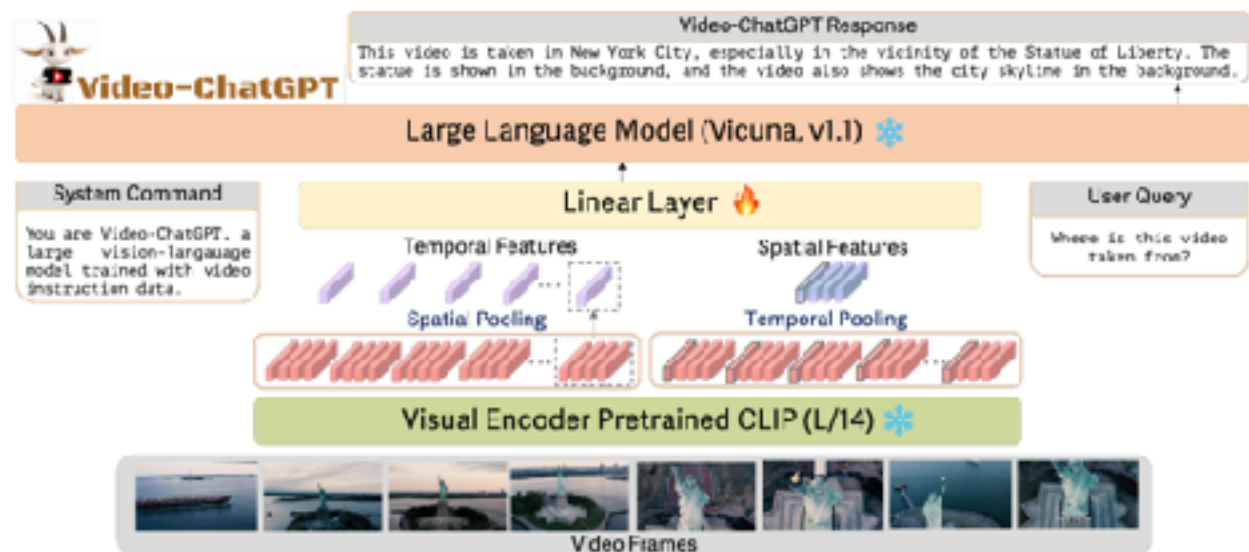 Video-ChatGPT
Video-ChatGPT Response
This video is taken in New York City, especially in the vicinity of the Statue of Liberty. The
statue is shown in the background, and the video also shows the city skyline in the background.
Large Language Model (Vicuna, v1.1)
System Command
You are Video-ChatGPT, a
large vision-langauage
model trained with video
instruction data.
Linear Layer
User Query
Where is this video
taken from?
Temporal Features
Spatial Features
Spatial Pooling
Temporal Pooling
Visual Encoder Pretrained CLIP (L/14)
Video Frames